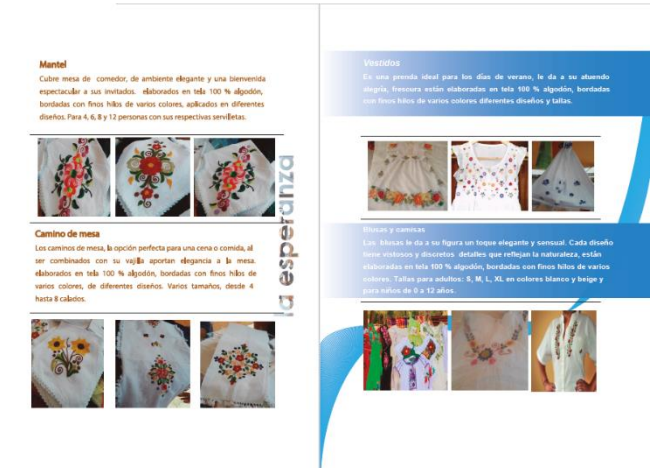 Mantel
Cubre mesa de comedor, de ambiente elegante y una bienvenida
espectacular a sus invitados. elaborados en tela 100 % algodón,
bordadas con finos hilos de varios colores, aplicados en diferentes
diseños. Para 4, 6, 8 y 12 personas con sus respectivas servilletas.
Camino de mesa
Los caminos de mesa, la opción perfecta para una cena o comida, al
ser combinados con su vajilla aportan elegancia a la mesa.
elaborados en tela 100 % algodón, bordadas con finos hilos de
varios colores, de diferentes diseños. Varios tamaños, desde 4
hasta 8 calados.
la esperanza
Vestidos
Es una prenda ideal para los días de verano, le da a su atuendo
alegría, frescura están elaboradas en tela 100 % algodón, bordadas
con finos hilos de varios colores diferentes diseños y tallas.
Blusas y camisas
Las blusas le da a su figura un toque elegante y sensual. Cada diseño
tiene vistosos y discretos detalles que reflejan la naturaleza, están
elaboradas en tela 100 % algodón, bordadas con finos hilos de varios
colores. Tallas para adultos: S, M, L, XL en colores blanco y beige y
para niños de 0 a 12 años.